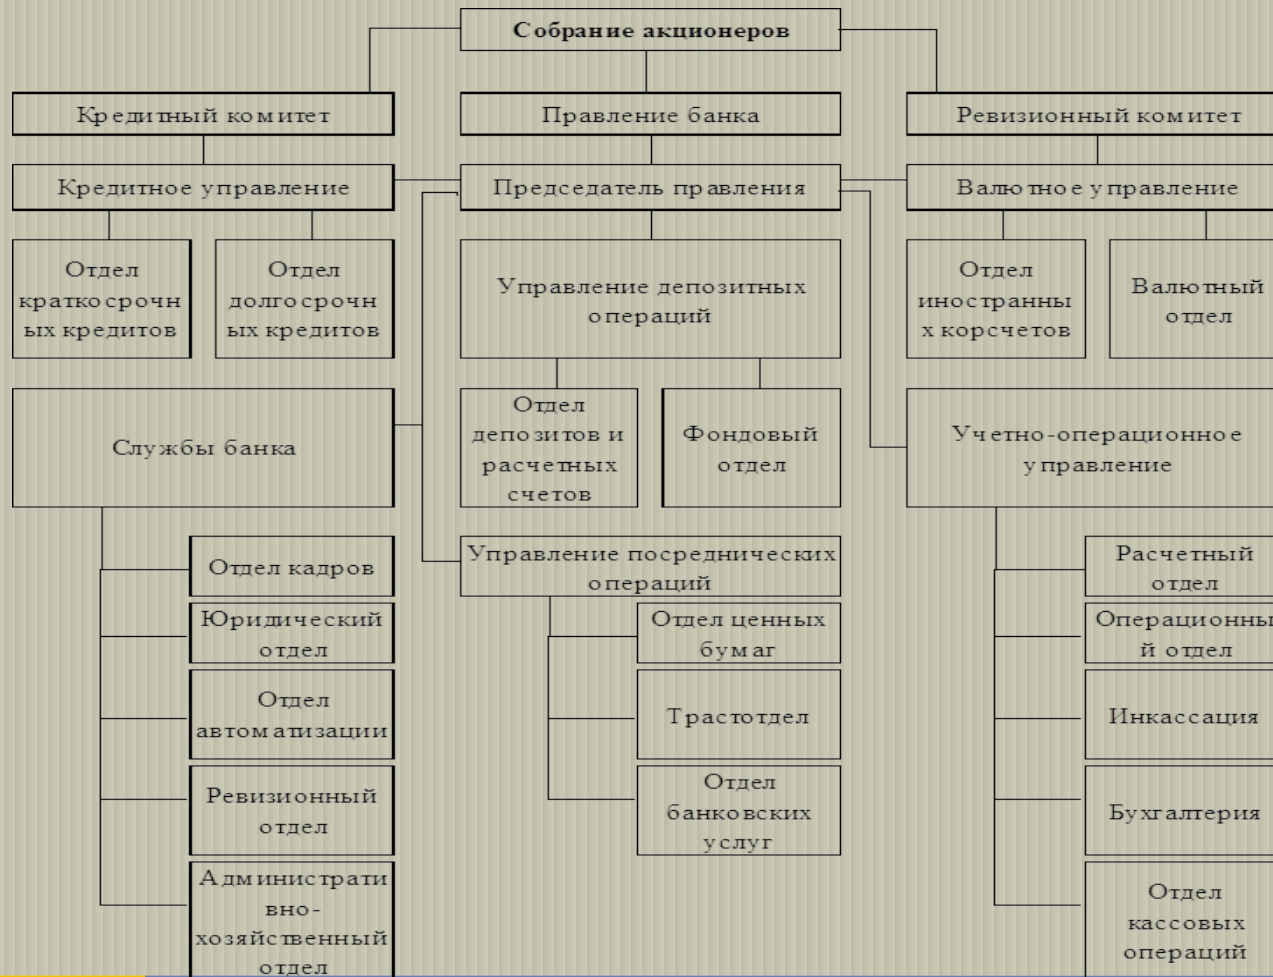 Собрание акционеров
Кредитный комитет
Правление банка
Ревизионный комитет
Кредитное управление
Председатель правления
Валютное управление
Отдел
краткосрочн
ых кредитов
Отдел
долгосрочн
ых кредитов
Управление депозитных
операций
Отдел
иностранны
х корсчетов
Валютный
отдел
Службы банка
Отдел
депозитов и
расчетных
счетов
Фондовый
отдел
Учетно-операционное
управление
Отдел кадров
Юридический
отдел
Отдел
автоматизации
Ревизионный
отдел
Администрати
вно-
хозяйственный
отдел
Управление посреднических
операций
Отдел ценных
бумаг
Трастотдел
Отдел
банковских
услуг
Расчетный
отдел
Операционны
й отдел
Инкассация
Бухгалтерия
Отдел
кассовых
операций